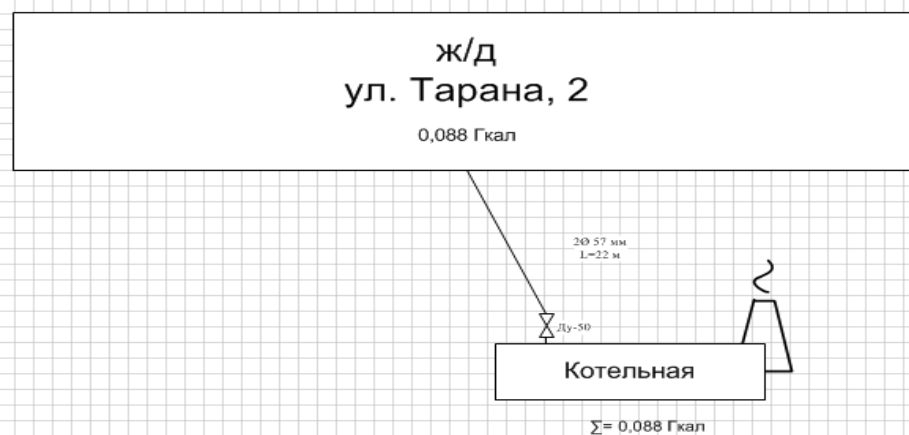 ж/д
ул. Тарана, 2
0,088 Гкал
2Ø 57 мм
L=22 м
Ду-50
Котельная
∑= 0,088 Гкал